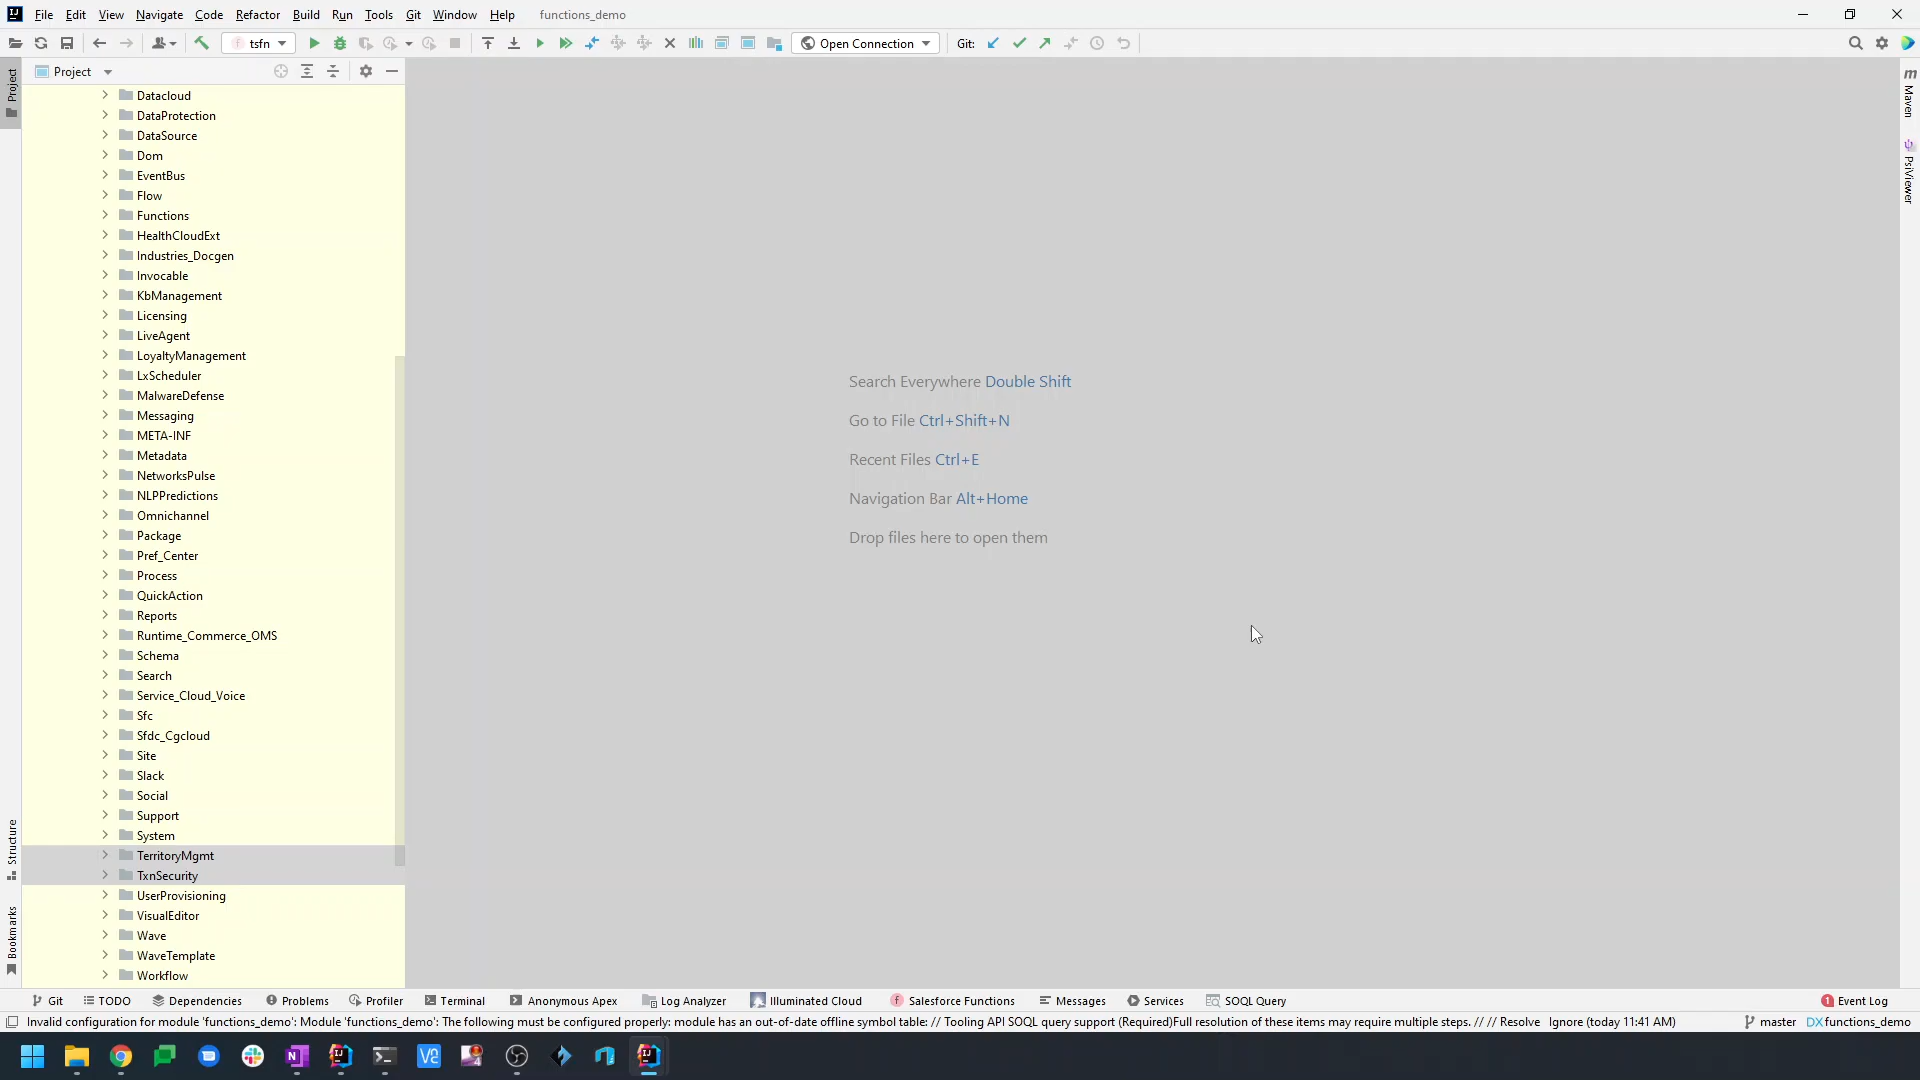 File Edit View Navigate Code Refactor Build Run Tools Git Window Help functions_demo
tsfn Open Connection Git:
Project
Project
Datacloud
DataProtection
DataSource
Dom
EventBus
Flow
Functions
HealthCloudExt
Industries_Docgen
Invocable
KbManagement
Licensing
LiveAgent
LoyaltyManagement
LxScheduler
MalwareDefense
Messaging
META-INF
Metadata
NetworksPulse
NLPPredictions
Omnichannel
Package
Pref_Center
Process
QuickAction
Reports
Runtime_Commerce_OMS
Schema
Search
Service_Cloud_Voice
Sfc
Sfdc_Cgcloud
Site
Slack
Social
Support
System
TerritoryMgmt
TxnSecurity
UserProvisioning
VisualEditor
Wave
WaveTemplate
Workflow
Structure
Bookmarks
Search Everywhere Double Shift
Go to File Ctrl+Shift+N
Recent Files Ctrl+E
Navigation Bar Alt+Home
Drop files here to open them
m
Maven
PsiViewer
Git TODO Dependencies Problems Profiler Terminal Anonymous Apex Log Analyzer Illuminated Cloud Salesforce Functions Messages Services SOQL Query 1 Event Log
Invalid configuration for module 'functions_demo': Module 'functions_demo': The following must be configured properly: module has an out-of-date offline symbol table: // Tooling API SOQL query support (Required)Full resolution of these items may require multiple steps. // // Resolve Ignore (today 11:41 AM) master DX functions_demo